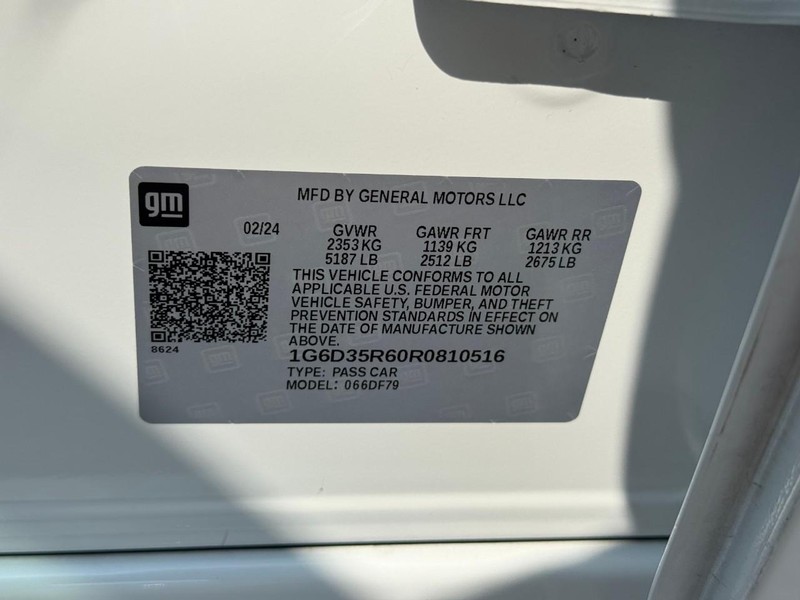 gm
MFD BY GENERAL MOTORS LLC
02/24 GVWR GAWR FRT GAWR RR
2353 KG 1139 KG 1213 KG
5187 LB 2512 LB 2675 LB
THIS VEHICLE CONFORMS TO ALL
APPLICABLE U.S. FEDERAL MOTOR
VEHICLE SAFETY, BUMPER, AND THEFT
PREVENTION STANDARDS IN EFFECT ON
THE DATE OF MANUFACTURE SHOWN
ABOVE.
8624
1G6D35R60R0810516
TYPE: PASS CAR
MODEL: 066DF79